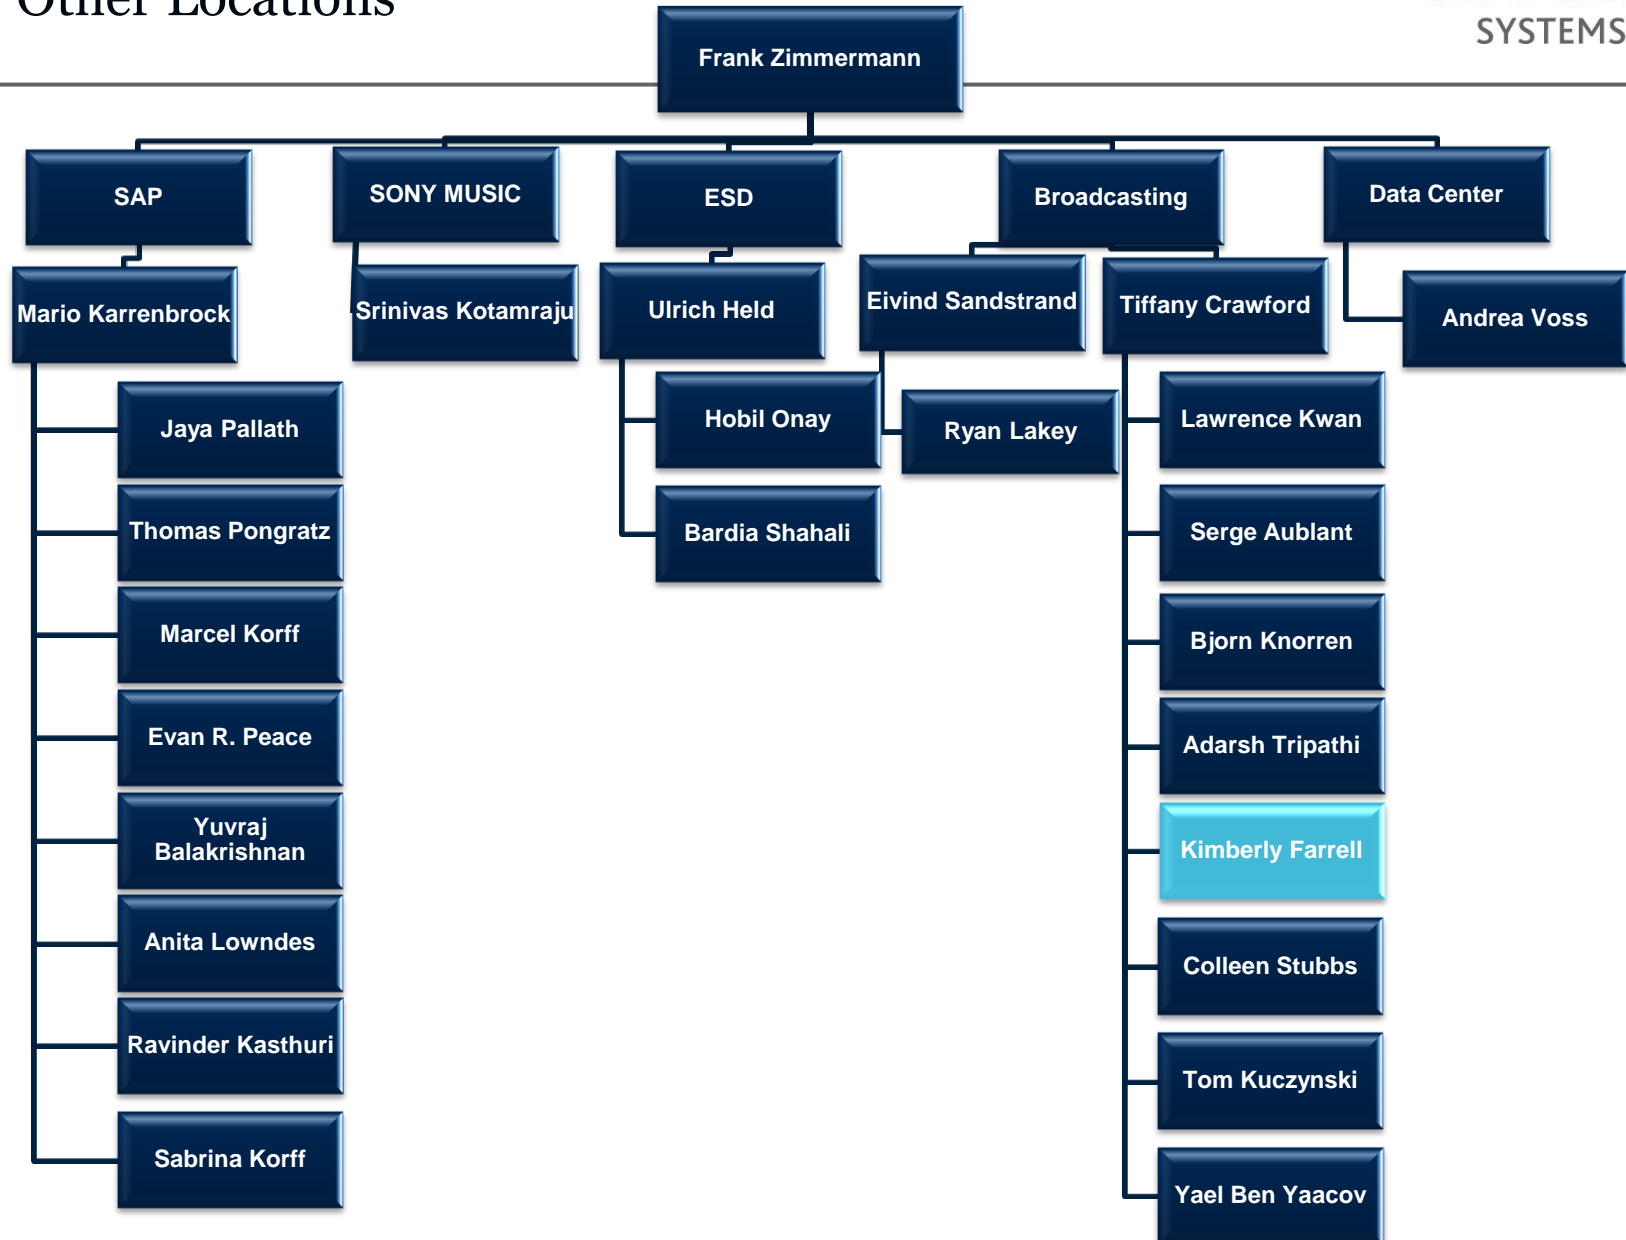 Other Locations
SYSTEMS
Frank Zimmermann
SAP
SONY MUSIC
ESD
Broadcasting
Data Center
Mario Karrenbrock
Srinivas Kotamraju
Ulrich Held
Eivind Sandstrand
Tiffany Crawford
Andrea Voss
Jaya Pallath
Thomas Pongratz
Marcel Korff
Evan R. Peace
Yuvraj
Balakrishnan
Anita Lowndes
Ravinder Kasthuri
Sabrina Korff
Hobil Onay
Bardia Shahali
Ryan Lakey
Lawrence Kwan
Serge Aublant
Bjorn Knorren
Adarsh Tripathi
Kimberly Farrell
Colleen Stubbs
Tom Kuczynski
Yael Ben Yaacov